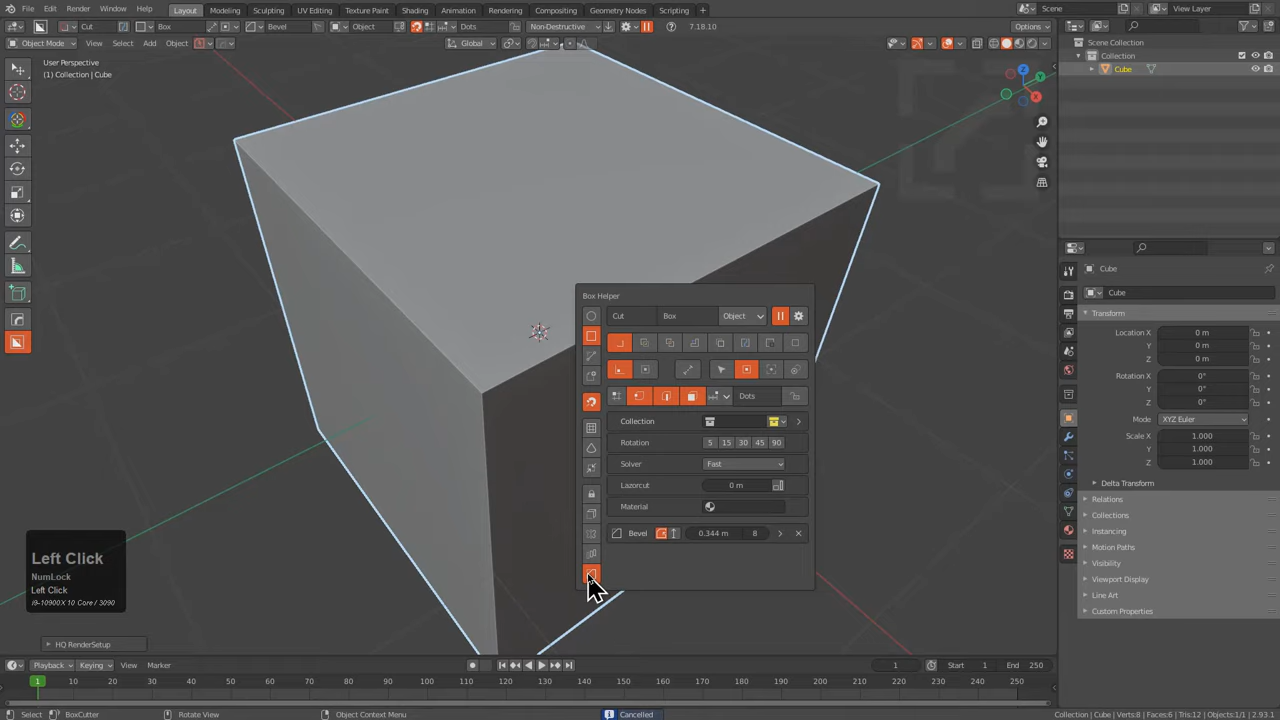 File Edit Render Window Help Layout Modeling Sculpting UV Editing Texture Paint Shading Animation Rendering Compositing Geometry Nodes Scripting + Scene View Layer
Cut Box Bevel Object Dots Non-Destructive 7.18.10 Options
Object Mode View Select Add Object Global
User Perspective
(1) Collection | Cube
Scene Collection
Collection
Cube
Z
Y
X
Box Helper
Cut Box Object
Dots
Collection
Rotation 5 15 30 45 90
Solver Fast
Lazorcut 0 m
Material
Bevel 0.344 m 8
Cube
Cube
Transform
Location X 0 m
Y 0 m
Z 0 m
Rotation X 0°
Y 0°
Z 0°
Mode XYZ Euler
Scale X 1.000
Y 1.000
Z 1.000
Delta Transform
Relations
Collections
Instancing
Motion Paths
Visibility
Viewport Display
Line Art
Custom Properties
Left Click
NumLock
Left Click
i9-10900X 10 Core / 3090
HQ RenderSetup
Playback Keying View Marker 1 Start 1 End 250
1 10 20 30 40 50 60 70 80 90 100 110 120 130 140 150 160 170 180 190 200 210 220 230 240 250
Select BoxCutter Rotate View Object Context Menu Cancelled Collection | Cube | Verts:8 | Faces:6 | Tris:12 | Objects:1/1 | 2.93.1